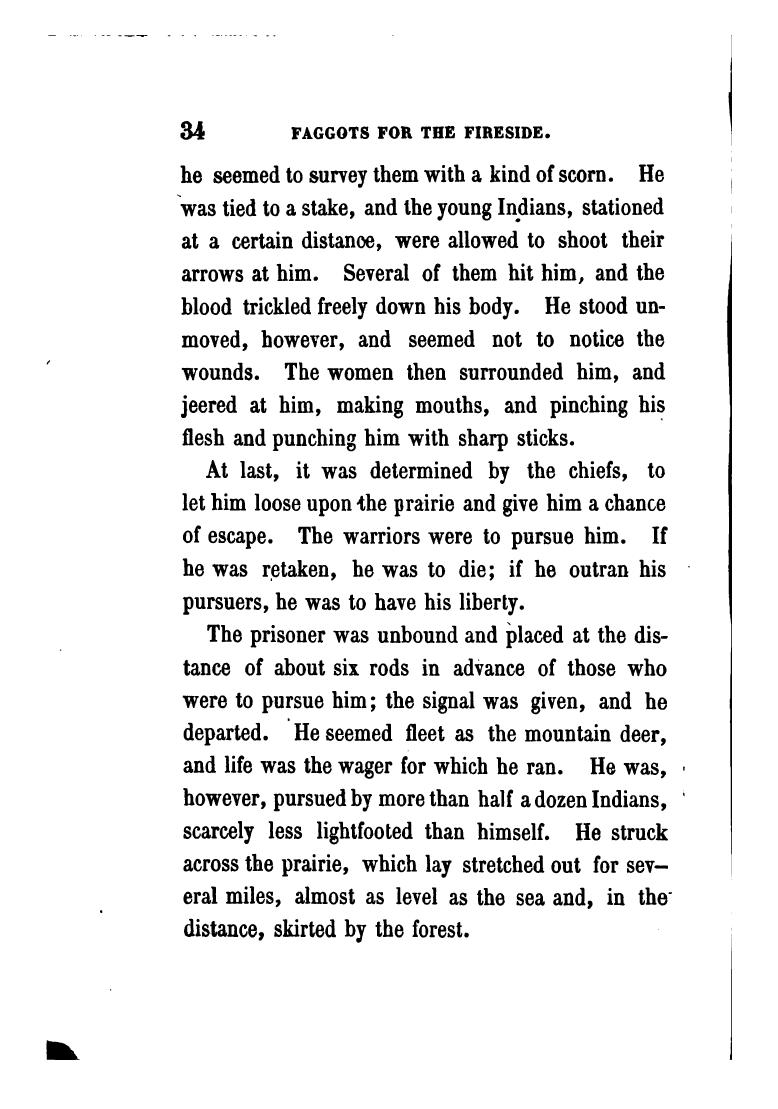 34 FAGGOTS FOR THE FIRESIDE.
he seemed to survey them with a kind of scorn. He
was tied to a stake, and the young Indians, stationed
at a certain distance, were allowed to shoot their
arrows at him. Several of them hit him, and the
blood trickled freely down his body. He stood un-
moved, however, and seemed not to notice the
wounds. The women then surrounded him, and
jeered at him, making mouths, and pinching his
flesh and punching him with sharp sticks.
At last, it was determined by the chiefs, to
let him loose upon the prairie and give him a chance
of escape. The warriors were to pursue him. If
he was retaken, he was to die; if he outran his
pursuers, he was to have his liberty.
The prisoner was unbound and placed at the dis-
tance of about six rods in advance of those who
were to pursue him; the signal was given, and he
departed. He seemed fleet as the mountain deer,
and life was the wager for which he ran. He was,
however, pursued by more than half a dozen Indians,
scarcely less lightfooted than himself. He struck
across the prairie, which lay stretched out for sev-
eral miles, almost as level as the sea and, in the
distance, skirted by the forest.